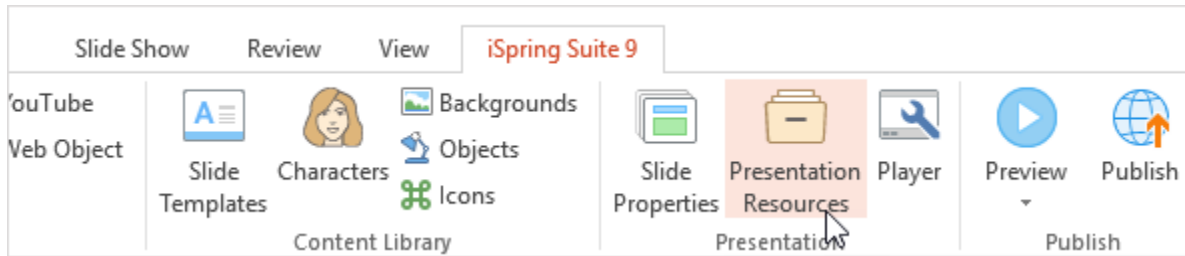 Slide Show Review View iSpring Suite 9
YouTube
Web Object
A
Slide
Templates
Characters
Backgrounds
Objects
Icons
Content Library
Slide
Properties
Presentation
Resources
Player
Presentation
Preview
Publish
Publish